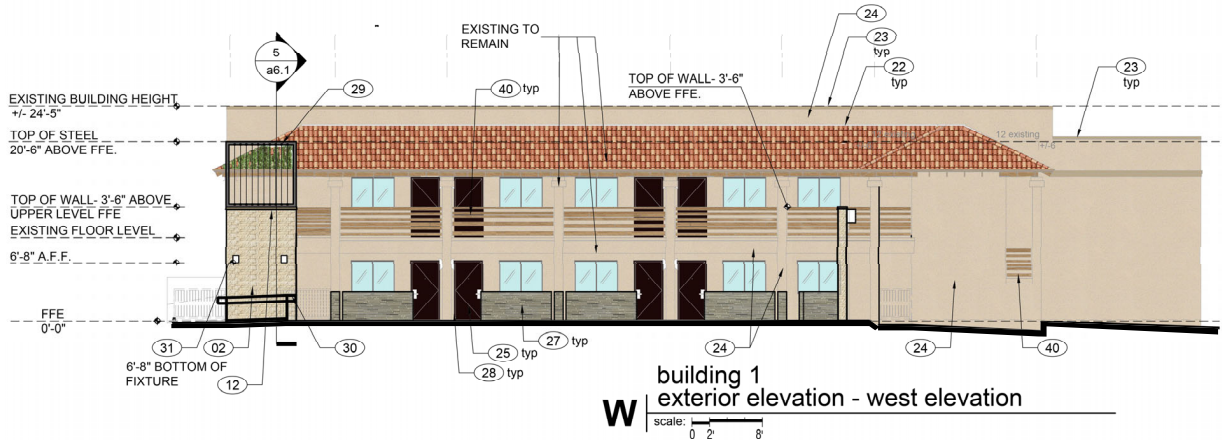 24
EXISTING TO
REMAIN
23
typ
5
a6.1
22
typ
23
typ
TOP OF WALL- 3'-6"
ABOVE FFE.
29
40 typ
EXISTING BUILDING HEIGHT
+/- 24'-5"
TOP OF STEEL
20'-6" ABOVE FFE.
12 existing
+/-6
TOP OF WALL- 3'-6" ABOVE
UPPER LEVEL FFE
EXISTING FLOOR LEVEL
6'-8" A.F.F.
FFE
0'-0"
31
02
30
25 typ
27 typ
24
24
40
6'-8" BOTTOM OF
FIXTURE
12
28 typ
building 1
W
exterior elevation - west elevation
scale:
0 2' 8'